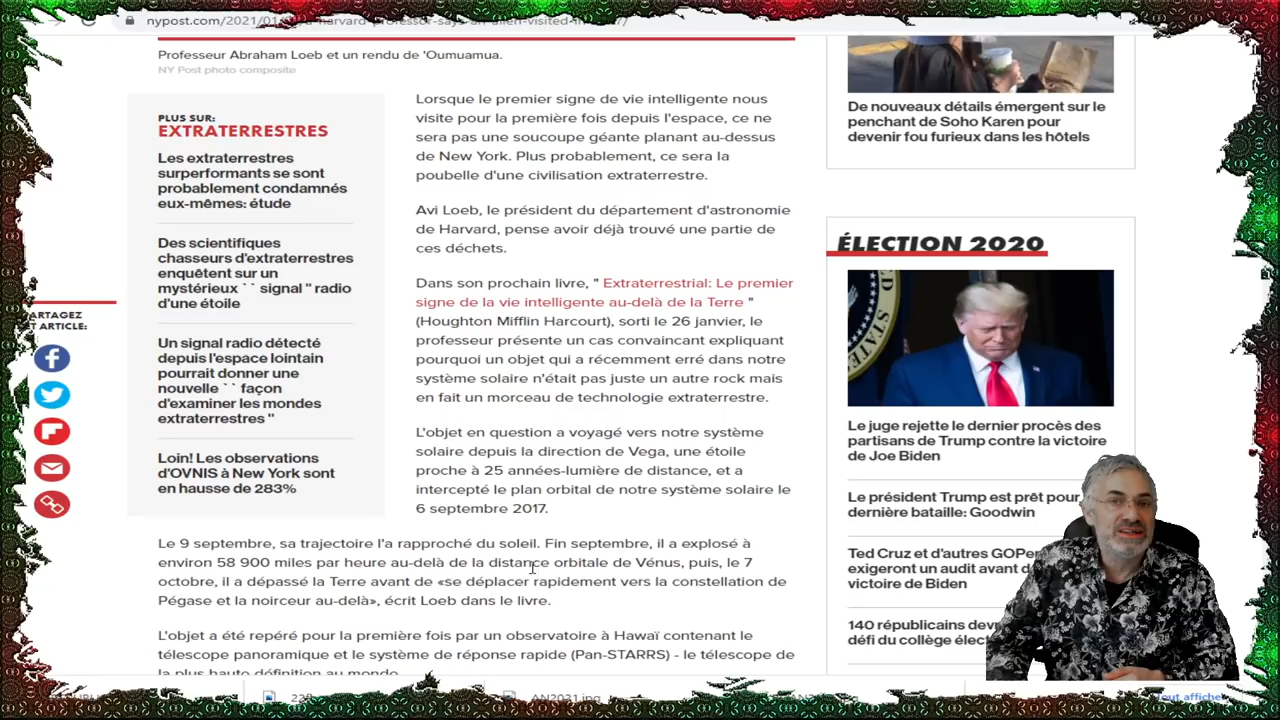 nypost.com/2021/01/
Professeur Abraham Loeb et un rendu de 'Oumuamua.
NY Post photo composite
ARTAGEZ
ET ARTICLE:
PLUS SUR:
EXTRATERRESTRES
Les extraterrestres
surperformants se sont
probablement condamnés
eux-mêmes: étude
Des scientifiques
chasseurs d'extraterrestres
enquêtent sur un
mystérieux `` signal '' radio
d'une étoile
Un signal radio détecté
depuis l'espace lointain
pourrait donner une
nouvelle `` façon
d'examiner les mondes
extraterrestres ''
Loin! Les observations
d'OVNIS à New York sont
en hausse de 283%
Lorsque le premier signe de vie intelligente nous
visite pour la première fois depuis l'espace, ce ne
sera pas une soucoupe géante planant au-dessus
de New York. Plus probablement, ce sera la
poubelle d'une civilisation extraterrestre.
Avi Loeb, le président du département d'astronomie
de Harvard, pense avoir déjà trouvé une partie de
ces déchets.
Dans son prochain livre, " Extraterrestrial: Le premier
signe de la vie intelligente au-delà de la Terre "
(Houghton Mifflin Harcourt), sorti le 26 janvier, le
professeur présente un cas convaincant expliquant
pourquoi un objet qui a récemment erré dans notre
système solaire n'était pas juste un autre rock mais
en fait un morceau de technologie extraterrestre.
L'objet en question a voyagé vers notre système
solaire depuis la direction de Vega, une étoile
proche à 25 années-lumière de distance, et a
intercepté le plan orbital de notre système solaire le
6 septembre 2017.
Le 9 septembre, sa trajectoire l'a rapproché du soleil. Fin septembre, il a explosé à
environ 58 900 miles par heure au-delà de la distance orbitale de Vénus, puis, le 7
octobre, il a dépassé la Terre avant de «se déplacer rapidement vers la constellation de
Pégase et la noirceur au-delà», écrit Loeb dans le livre.
L'objet a été repéré pour la première fois par un observatoire à Hawaï contenant le
télescope panoramique et le système de réponse rapide (Pan-STARRS) - le télescope de
la plus haute définition au monde.
De nouveaux détails émergent sur le
penchant de Soho Karen pour
devenir fou furieux dans les hôtels
ÉLECTION 2020
Le juge rejette le dernier procès des
partisans de Trump contre la victoire
de Joe Biden
Le président Trump est prêt pour
dernière bataille: Goodwin
Ted Cruz et d'autres GOP
exigeront un audit avant
victoire de Biden
140 républicains
défi du collège
AN2021.jpg
tout affiche